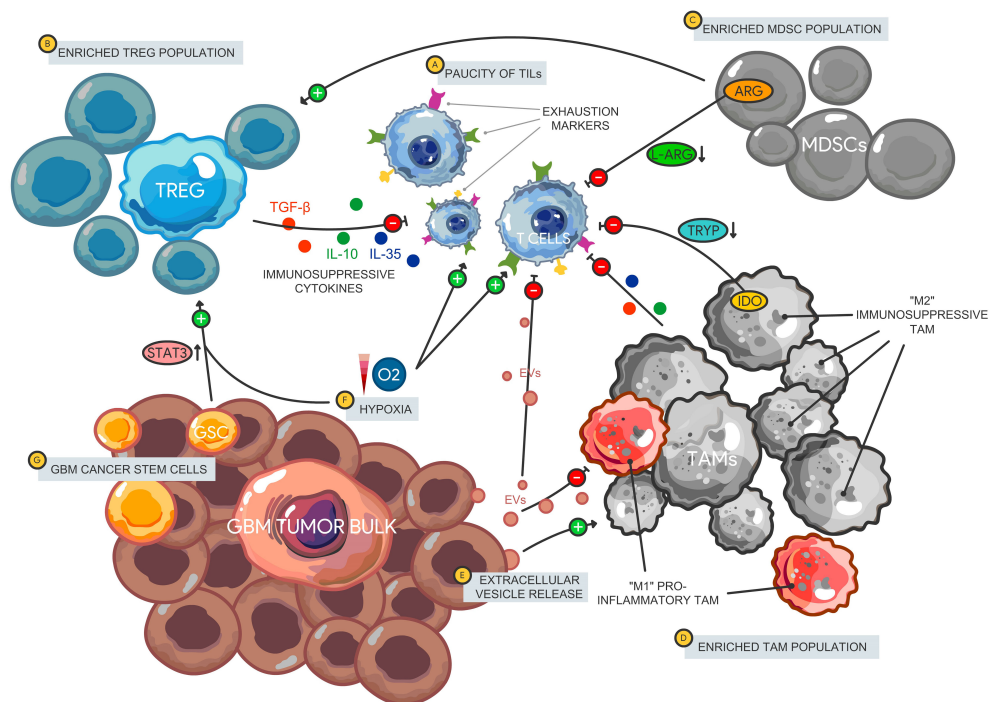 B
ENRICHED TREG POPULATION
A
PAUCITY OF TILs
C
ENRICHED MDSC POPULATION
EXHAUSTION
MARKERS
ARG
MDSCs
L-ARG
TREG
TGF-β
IL-10
IL-35
IMMUNOSUPPRESSIVE
CYTOKINES
T CELLS
TRYP
IDO
"M2"
IMMUNOSUPPRESSIVE
TAM
STAT3
O2
F
HYPOXIA
EVs
GSC
G
GBM CANCER STEM CELLS
TAMs
GBM TUMOR BULK
EVs
E
EXTRACELLULAR
VESICLE RELEASE
"M1" PRO-
INFLAMMATORY TAM
D
ENRICHED TAM POPULATION